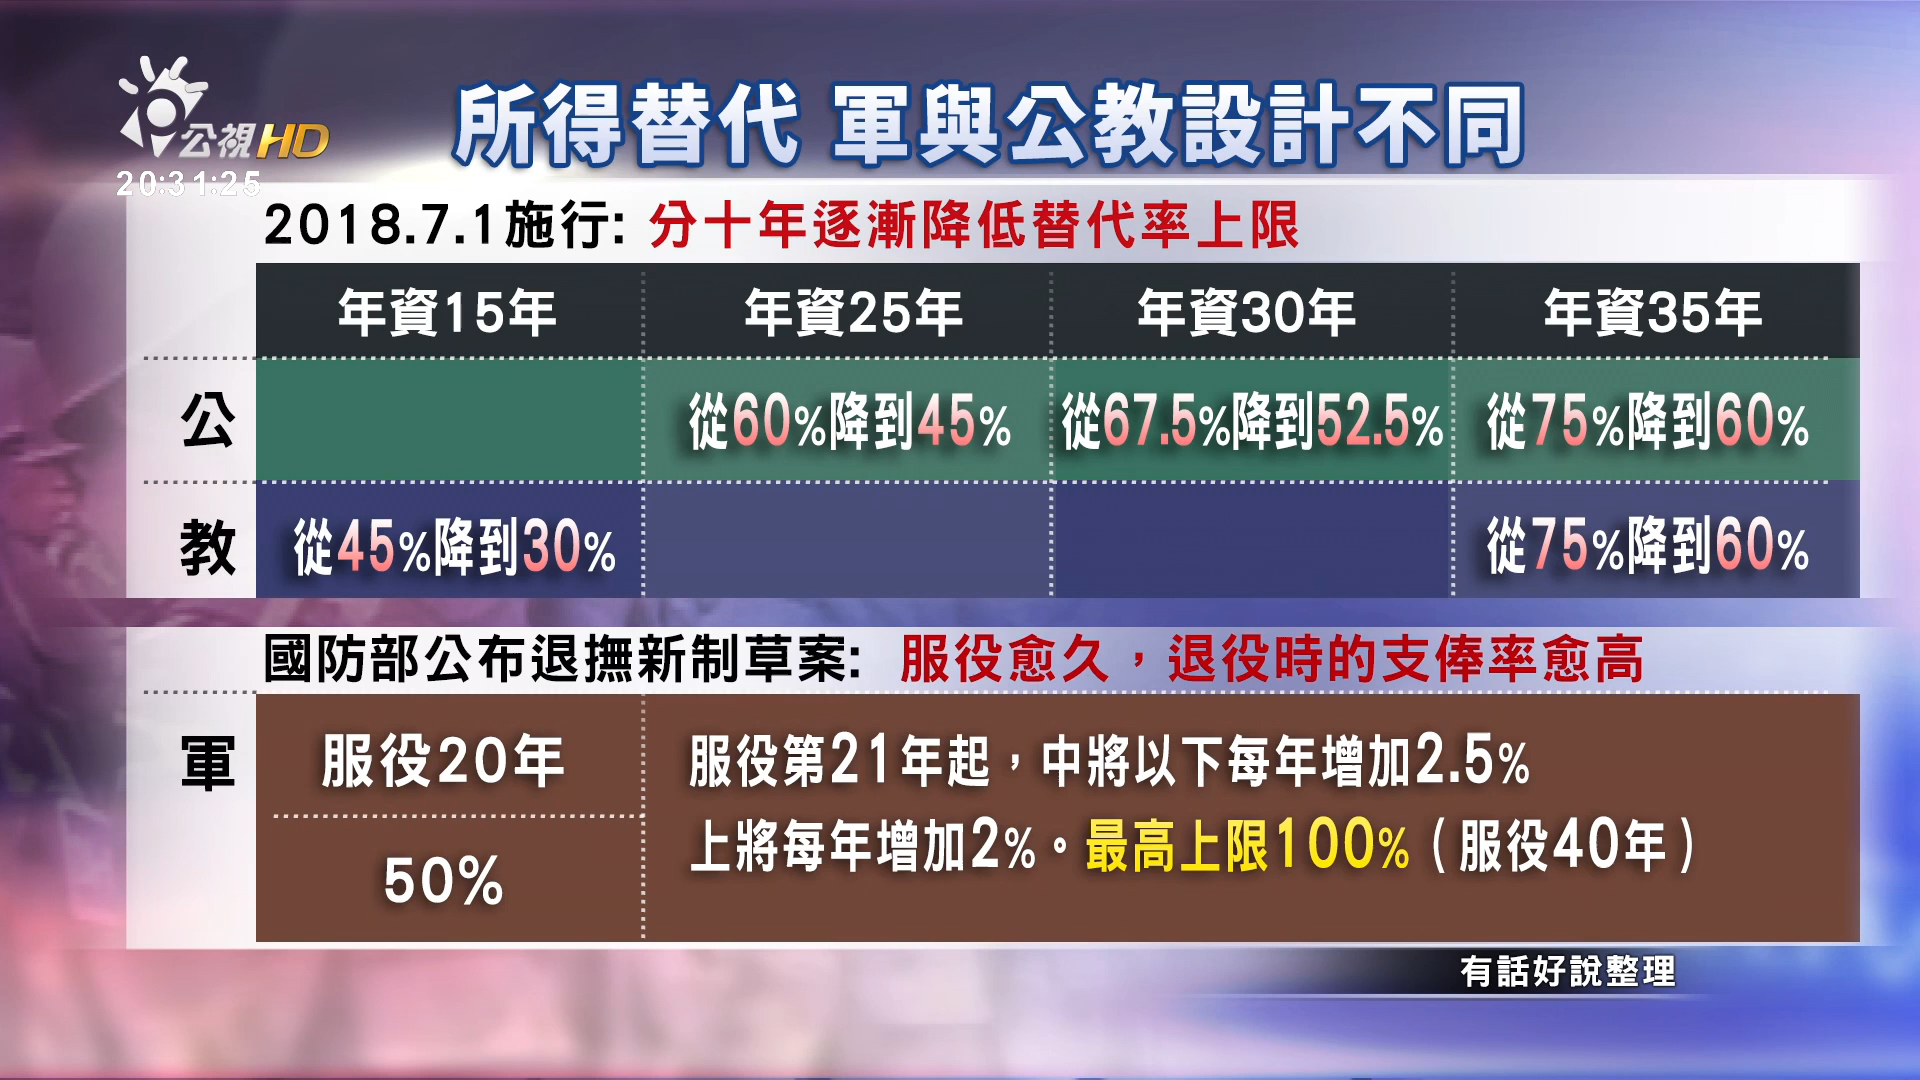 公視HD
20:31:25
所得替代 軍與公教設計不同
2018.7.1施行: 分十年逐漸降低替代率上限
年資15年 年資25年 年資30年 年資35年
公 從60%降到45% 從67.5%降到52.5% 從75%降到60%
教 從45%降到30% 從75%降到60%
國防部公布退撫新制草案: 服役愈久，退役時的支俸率愈高
軍 服役20年 服役第21年起，中將以下每年增加2.5%
上將每年增加2%。最高上限100%（服役40年）
50%
有話好說整理